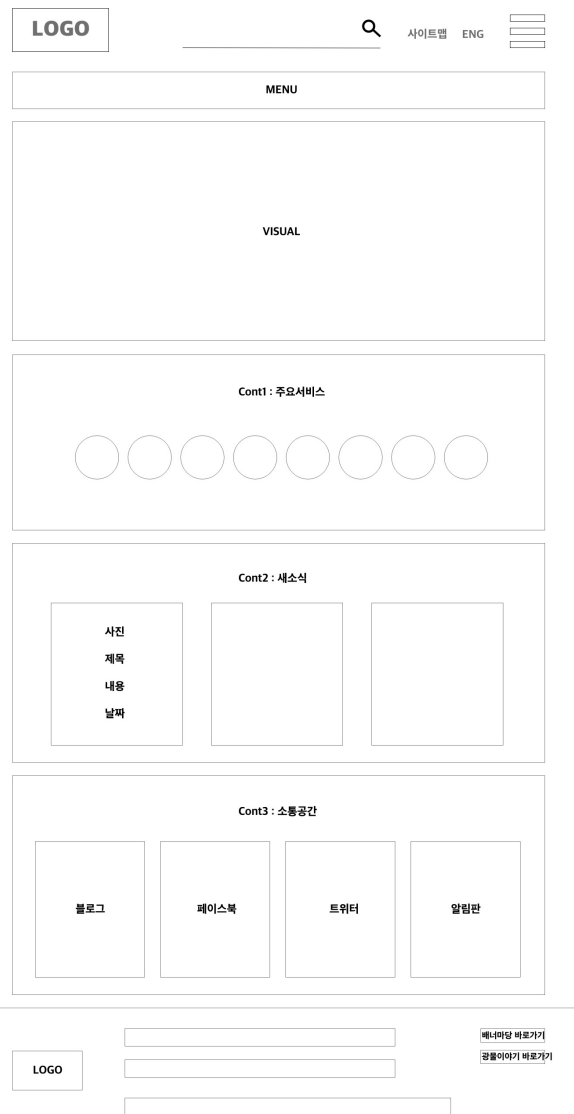 LOGO
사이트맵 ENG
MENU
VISUAL
Cont1 : 주요서비스
Cont2 : 새소식
사진
제목
내용
날짜
Cont3 : 소통공간
블로그 페이스북 트위터 알림판
배너마당 바로가기
광물이야기 바로가기
LOGO